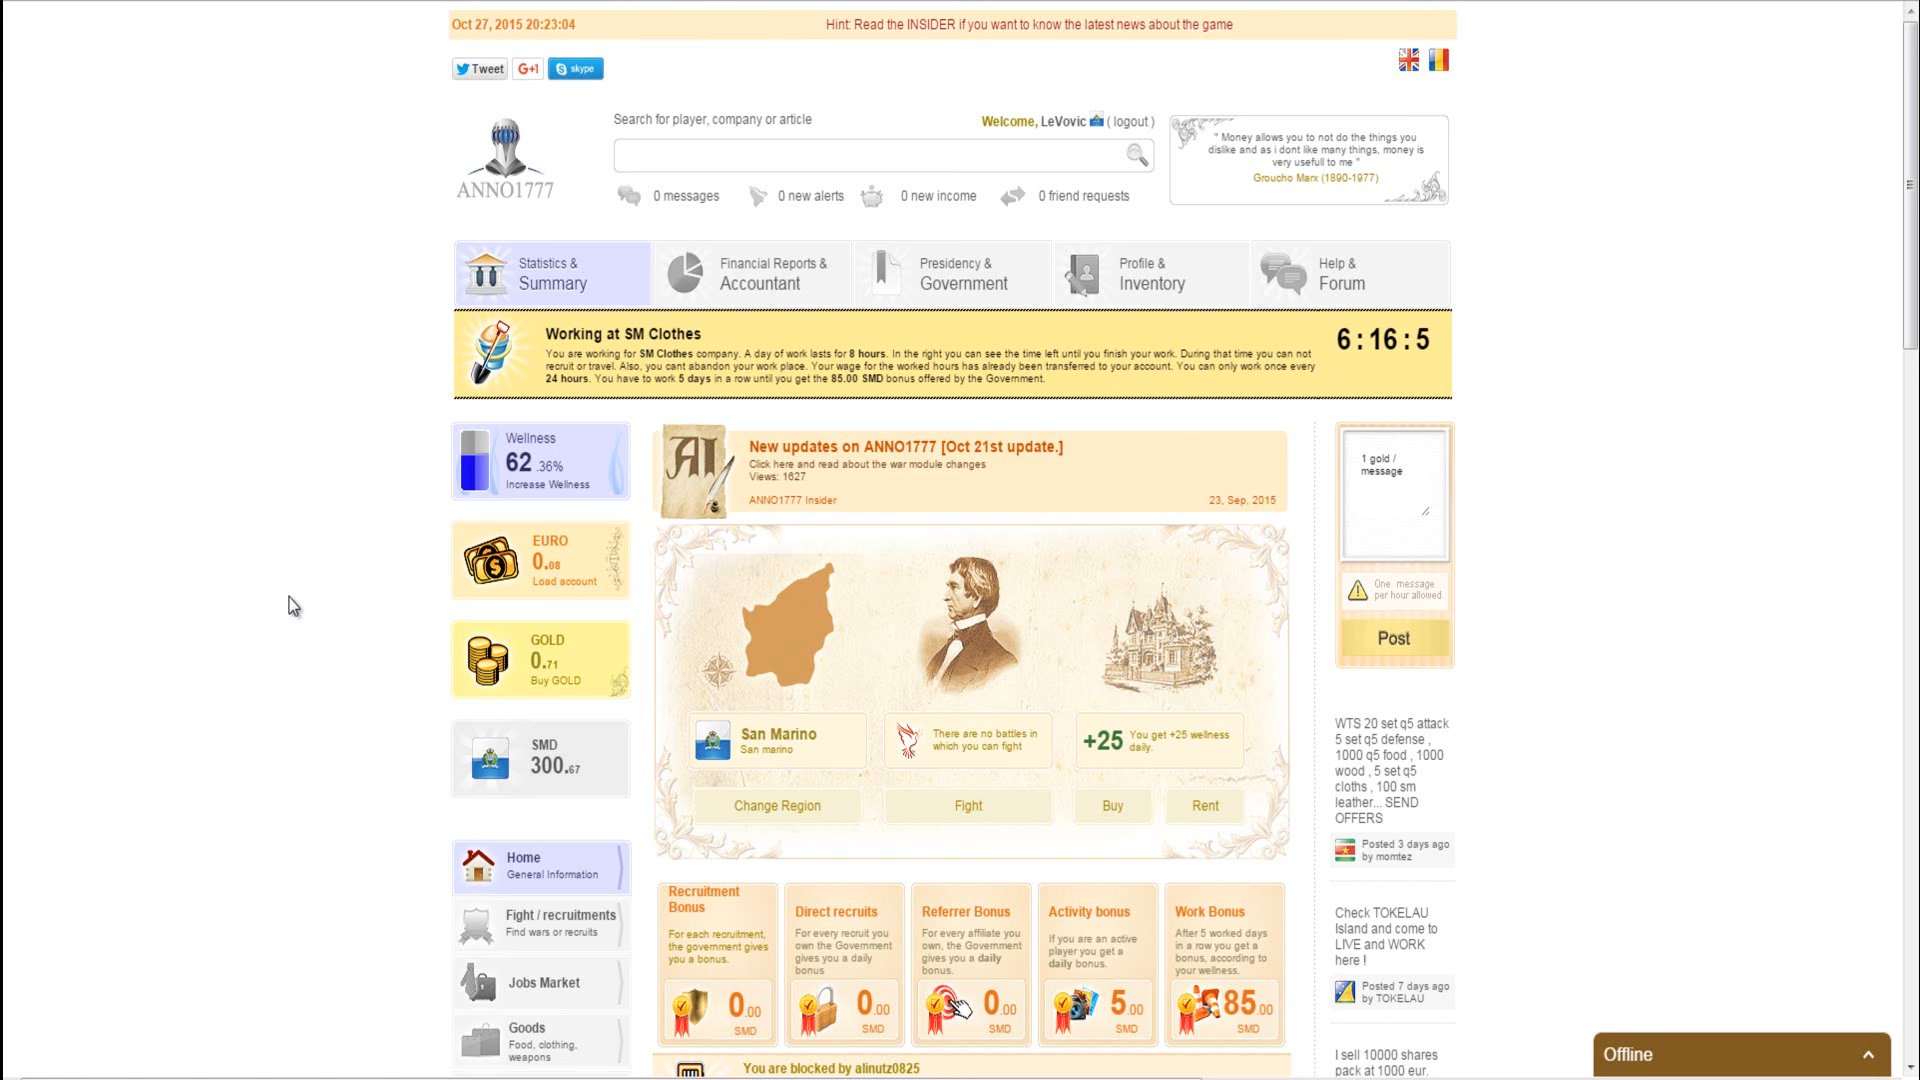 Oct 27, 2015 20:23:04
Hint: Read the INSIDER if you want to know the latest news about the game
Tweet
G+1
skype
ANNO1777
Search for player, company or article
Welcome, LeVovic ( logout )
0 messages
0 new alerts
0 new income
0 friend requests
" Money allows you to not do the things you
dislike and as i dont like many things, money is
very usefull to me "
Groucho Marx (1890-1977)
Statistics &
Summary
Financial Reports &
Accountant
Presidency &
Government
Profile &
Inventory
Help &
Forum
Working at SM Clothes
You are working for SM Clothes company. A day of work lasts for 8 hours. In the right you can see the time left until you finish your work. During that time you can not
recruit or travel. Also, you cant abandon your work place. Your wage for the worked hours has already been transferred to your account. You can only work once every
24 hours. You have to work 5 days in a row until you get the 85.00 SMD bonus offered by the Government.
6:16:5
Wellness
62 .36%
Increase Wellness
EURO
0.08
Load account
GOLD
0.71
Buy GOLD
SMD
300.67
Home
General Information
Fight / recruitments
Find wars or recruits
Jobs Market
Goods
Food, clothing,
weapons
AI
New updates on ANNO1777 [Oct 21st update.]
Click here and read about the war module changes
Views: 1627
ANNO1777 Insider
23, Sep, 2015
San Marino
San marino
There are no battles in
which you can fight
+25
You get +25 wellness
daily.
Change Region
Fight
Buy
Rent
Recruitment
Bonus
For each recruitment,
the government gives
you a bonus.
0.00
SMD
Direct recruits
For every recruit you
own the Government
gives you a daily
bonus
0.00
SMD
Referrer Bonus
For every affiliate you
own, the Government
gives you a daily
bonus.
0.00
SMD
Activity bonus
If you are an active
player you get a
daily bonus.
5.00
SMD
Work Bonus
After 5 worked days
in a row you get a
bonus, according to
your wellness.
85.00
SMD
You are blocked by alinutz0825
1 gold /
message
One message
per hour allowed
Post
WTS 20 set q5 attack
5 set q5 defense ,
1000 q5 food , 1000
wood , 5 set q5
cloths , 100 sm
leather... SEND
OFFERS
Posted 3 days ago
by momtez
Check TOKELAU
Island and come to
LIVE and WORK
here !
Posted 7 days ago
by TOKELAU
I sell 10000 shares
pack at 1000 eur.
Offline